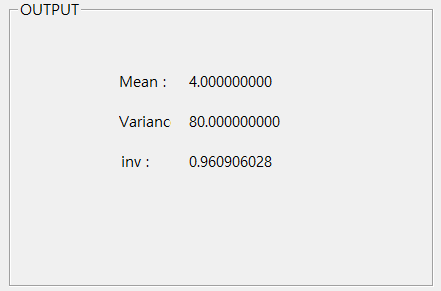 OUTPUT
Mean : 4.000000000
Varianc 80.000000000
inv : 0.960906028